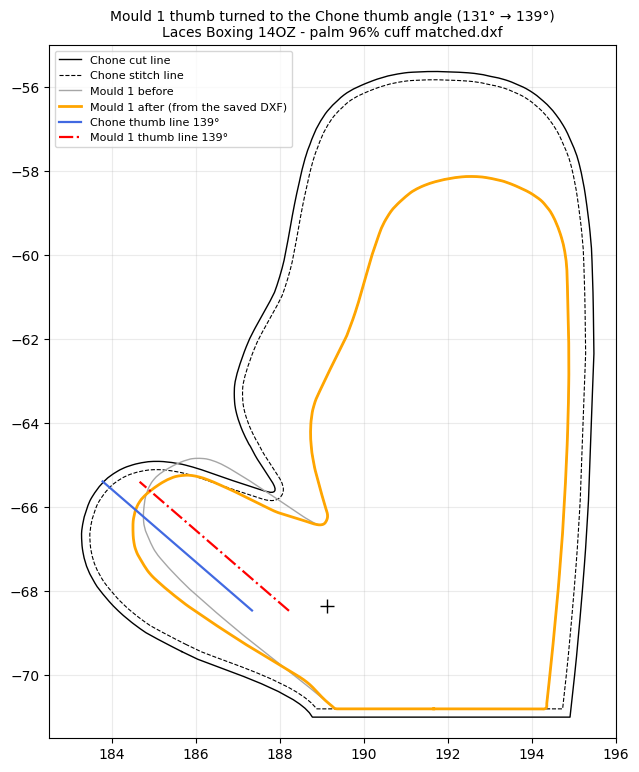 Mould 1 thumb turned to the Chone thumb angle (131° → 139°)
Laces Boxing 14OZ - palm 96% cuff matched.dxf
Chone cut line
Chone stitch line
Mould 1 before
Mould 1 after (from the saved DXF)
Chone thumb line 139°
Mould 1 thumb line 139°
−56
−58
−60
−62
−64
−66
−68
−70
184 186 188 190 192 194 196